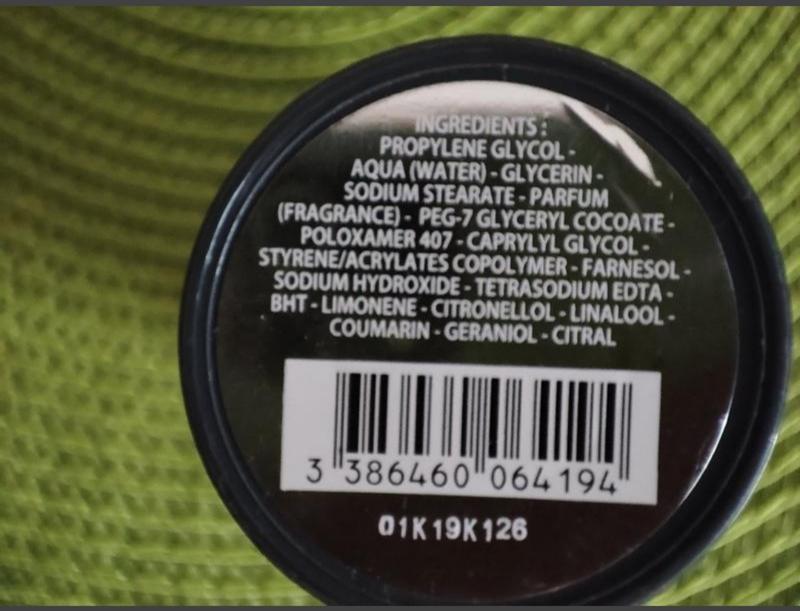 INGREDIENTS :
PROPYLENE GLYCOL -
AQUA (WATER) - GLYCERIN -
SODIUM STEARATE - PARFUM
(FRAGRANCE) - PEG-7 GLYCERYL COCOATE -
POLOXAMER 407 - CAPRYLYL GLYCOL -
STYRENE/ACRYLATES COPOLYMER - FARNESOL -
SODIUM HYDROXIDE - TETRASODIUM EDTA -
BHT - LIMONENE - CITRONELLOL - LINALOOL -
COUMARIN - GERANIOL - CITRAL
3 386460 064194
01K19K126